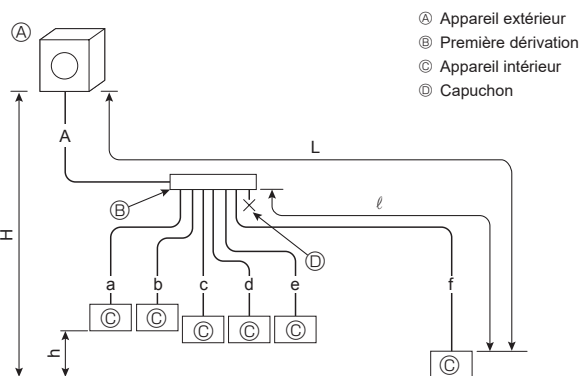 Ⓐ Appareil extérieur
Ⓑ Première dérivation
Ⓒ Appareil intérieur
Ⓓ Capuchon
Ⓐ
A
L
Ⓑ
ℓ
H
Ⓓ
a b c d e f
Ⓒ Ⓒ Ⓒ Ⓒ Ⓒ
h
Ⓒ